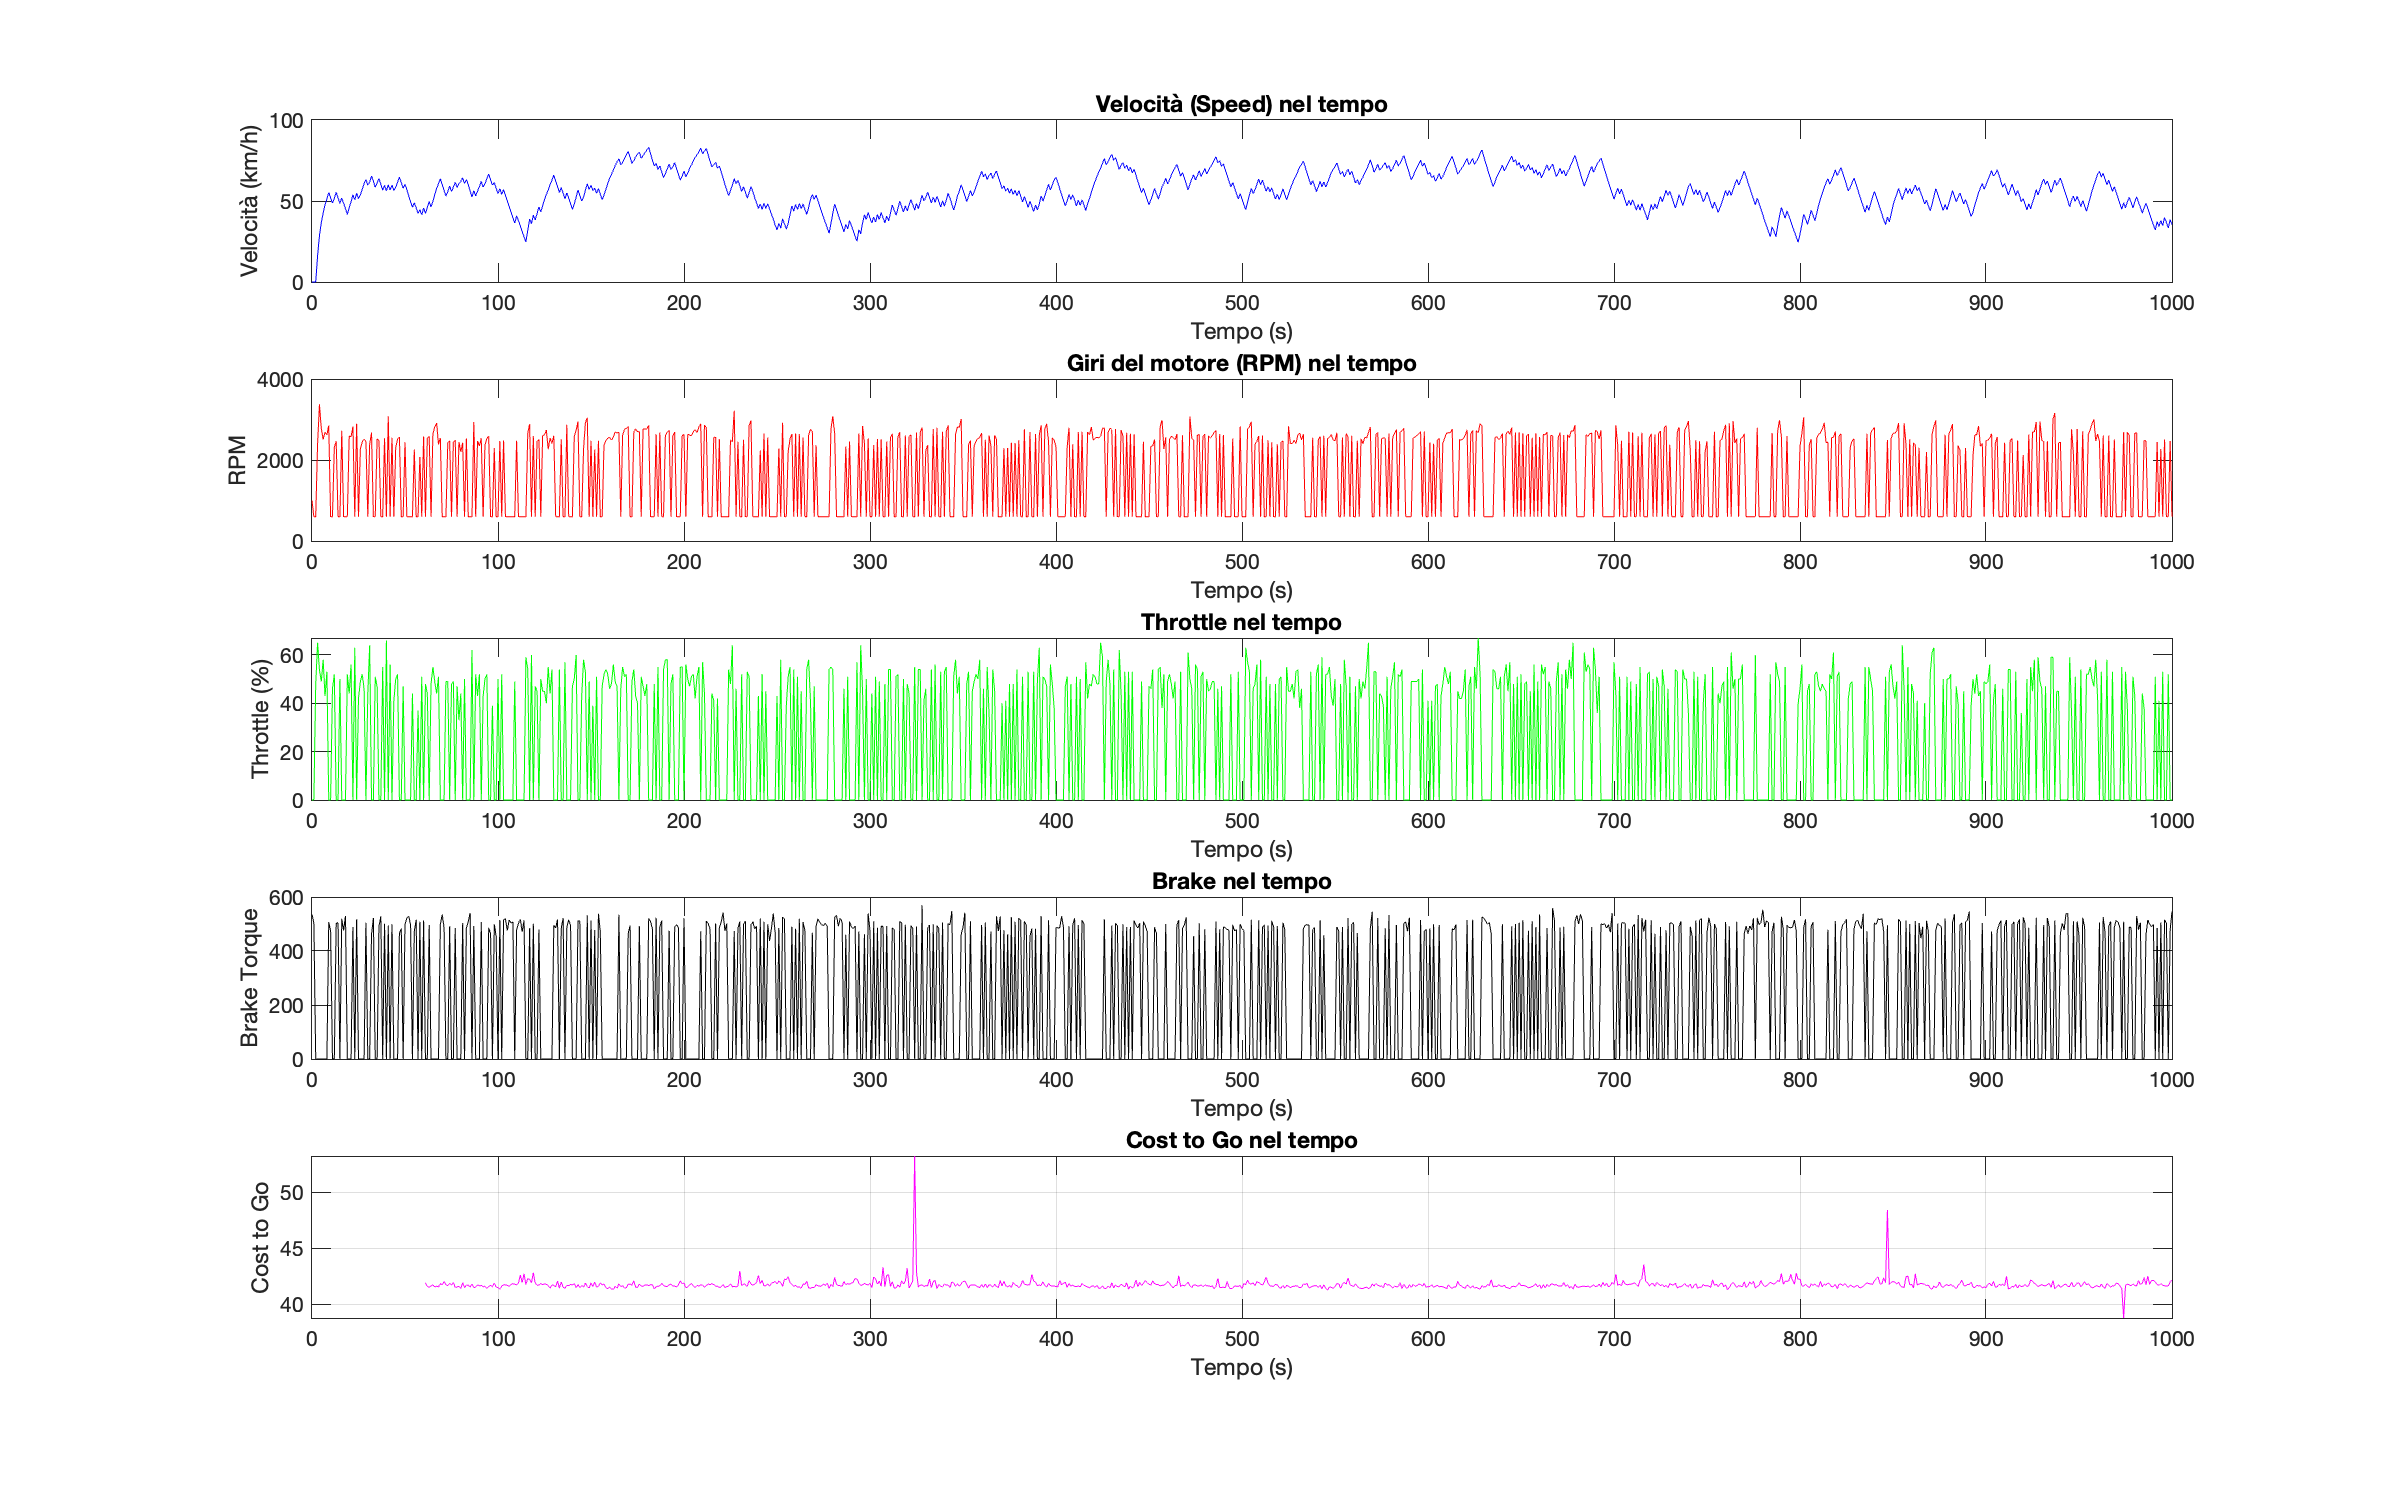 Velocità (Speed) nel tempo
Velocità (km/h)
100
50
0
0 100 200 300 400 500 600 700 800 900 1000
Tempo (s)
Giri del motore (RPM) nel tempo
RPM
4000
2000
0
0 100 200 300 400 500 600 700 800 900 1000
Tempo (s)
Throttle nel tempo
Throttle (%)
60
40
20
0
0 100 200 300 400 500 600 700 800 900 1000
Tempo (s)
Brake nel tempo
Brake Torque
600
400
200
0
0 100 200 300 400 500 600 700 800 900 1000
Tempo (s)
Cost to Go nel tempo
Cost to Go
50
45
40
0 100 200 300 400 500 600 700 800 900 1000
Tempo (s)